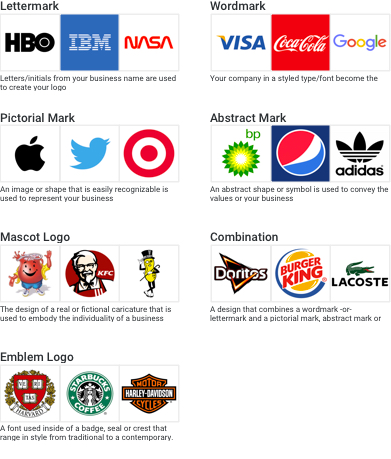 Lettermark
HBO IBM NASA
Letters/initials from your business name are used
to create your logo
Wordmark
VISA Coca-Cola Google
Your company in a styled type/font become the
Pictorial Mark
An image or shape that is easily recognizable is
used to represent your business
Abstract Mark
bp
adidas
An abstract shape or symbol is used to convey the
values or your business
Mascot Logo
KFC
The design of a real or fictional caricature that is
used to embody the individuality of a business
Combination
Doritos BURGER KING LACOSTE
A design that combines a wordmark -or-
lettermark and a pictorial mark, abstract mark or
Emblem Logo
VE RI TAS
HARVARD
STARBUCKS
COFFEE
MOTOR
HARLEY-DAVIDSON
CYCLES
A font used inside of a badge, seal or crest that
range in style from traditional to a contemporary.